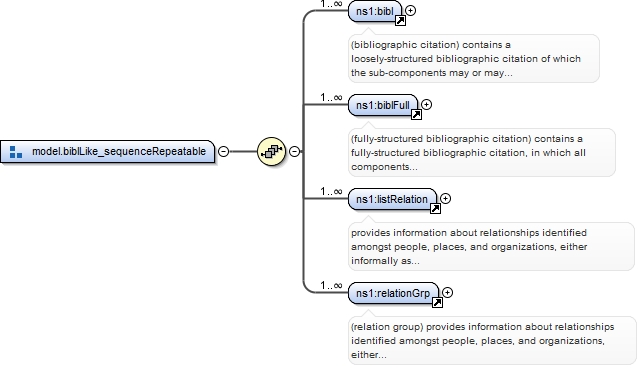 1..∞
ns1:bibl
(bibliographic citation) contains a
loosely-structured bibliographic citation of which
the sub-components may or may...
1..∞
ns1:biblFull
(fully-structured bibliographic citation) contains a
fully-structured bibliographic citation, in which all
components...
model.biblLike_sequenceRepeatable
1..∞
ns1:listRelation
provides information about relationships identified
amongst people, places, and organizations, either
informally as...
1..∞
ns1:relationGrp
(relation group) provides information about relationships
identified amongst people, places, and organizations,
either...